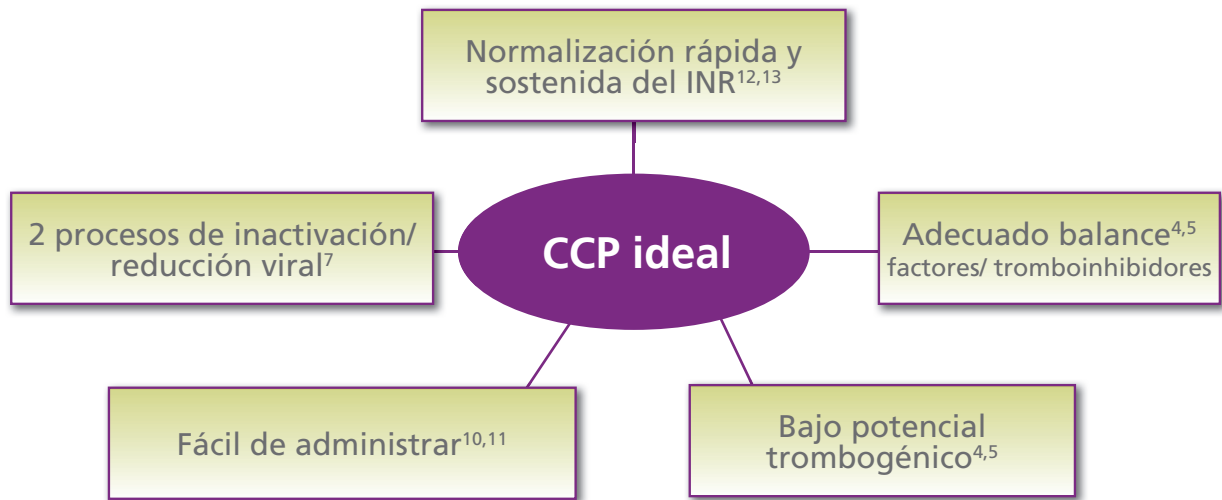 Normalización rápida y
sostenida del INR12,13
2 procesos de inactivación/
reducción viral7
CCP ideal
Adecuado balance4,5
factores/ tromboinhibidores
Fácil de administrar10,11
Bajo potencial
trombogénico4,5